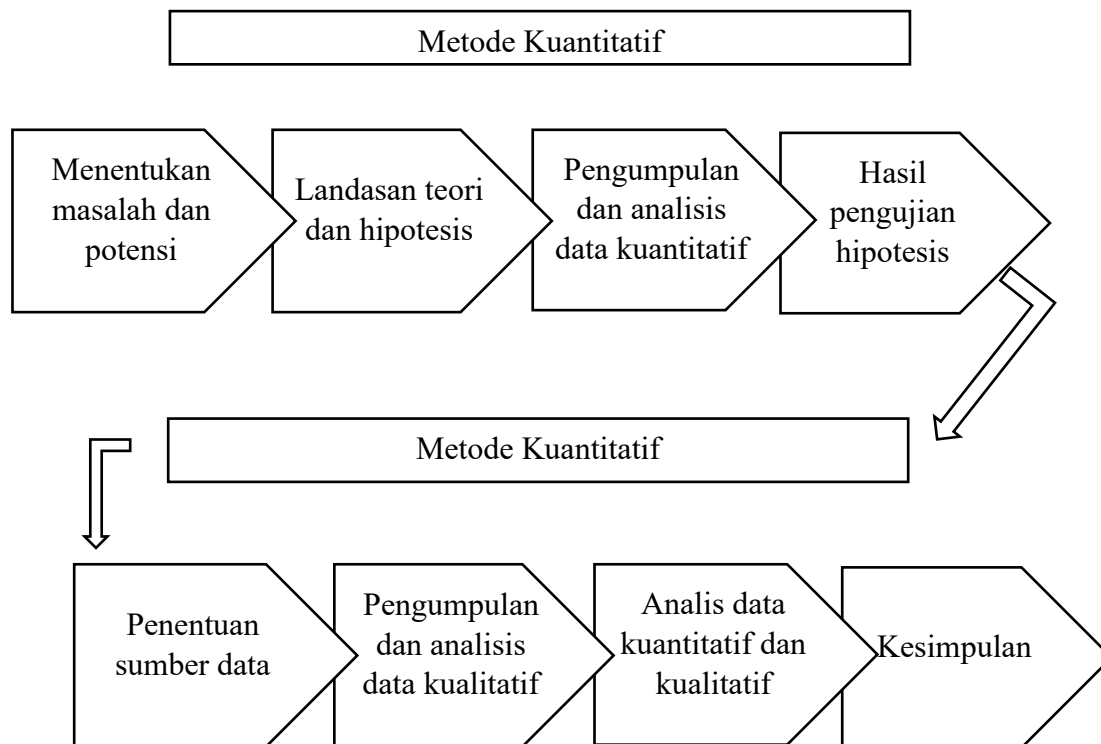 Metode Kuantitatif
Menentukan
masalah dan
potensi
Landasan teori
dan hipotesis
Pengumpulan
dan analisis
data kuantitatif
Hasil
pengujian
hipotesis
Metode Kuantitatif
Penentuan
sumber data
Pengumpulan
dan analisis
data kualitatif
Analis data
kuantitatif dan
kualitatif
Kesimpulan